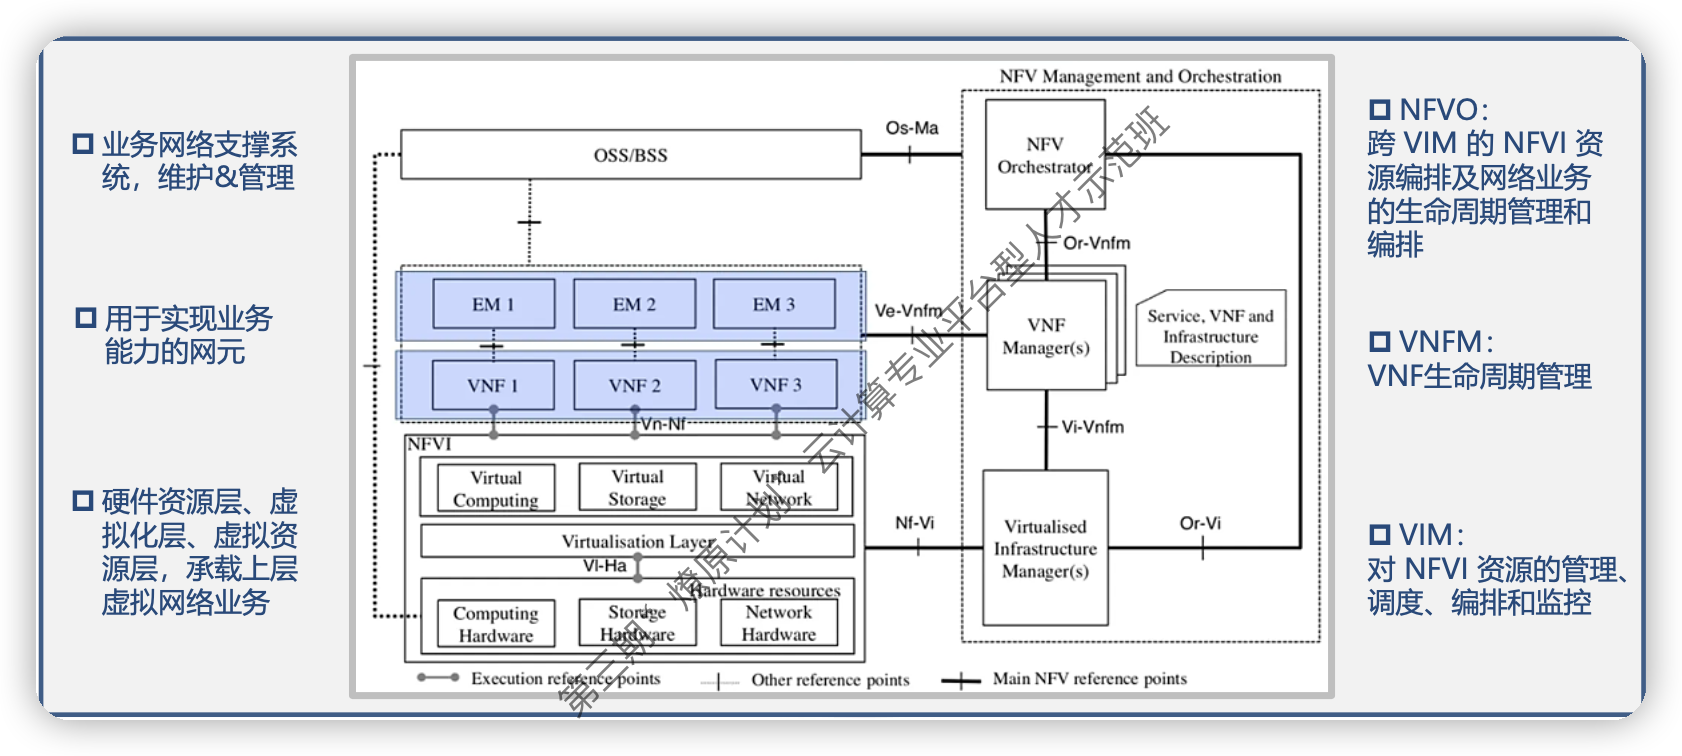 业务网络支撑系
统，维护&管理
用于实现业务
能力的网元
硬件资源层、虚
拟化层、虚拟资
源层，承载上层
虚拟网络业务
NFV Management and Orchestration
OSS/BSS
Os-Ma
NFV
Orchestrator
Or-Vnfm
EM 1
EM 2
EM 3
Ve-Vnfm
VNF
Manager(s)
Service, VNF and
Infrastructure
Description
VNF 1
VNF 2
VNF 3
Vn-Nf
Vi-Vnfm
NFVI
Virtual
Computing
Virtual
Storage
Virtual
Network
Virtualisation Layer
Vl-Ha
Nf-Vi
Virtualised
Infrastructure
Manager(s)
Or-Vi
Hardware resources
Computing
Hardware
Storage
Hardware
Network
Hardware
Execution reference points
Other reference points
Main NFV reference points
第三期“燎原计划”云计算专业平台型人才示范班
NFVO：
跨 VIM 的 NFVI 资
源编排及网络业务
的生命周期管理和
编排
VNFM：
VNF生命周期管理
VIM：
对 NFVI 资源的管理、
调度、编排和监控